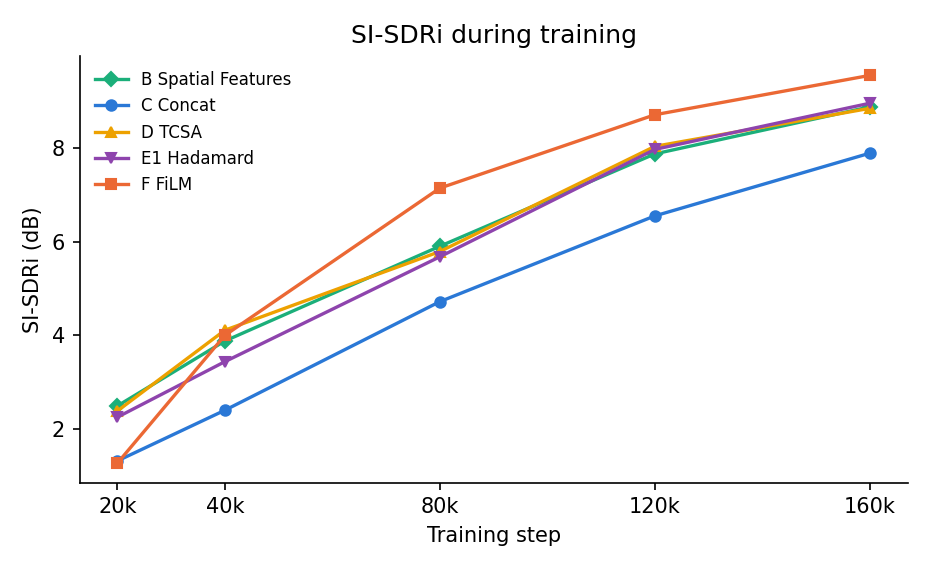 SI-SDRi during training
B Spatial Features
C Concat
D TCSA
E1 Hadamard
F FiLM
SI-SDRi (dB)
8
6
4
2
20k 40k 80k 120k 160k
Training step